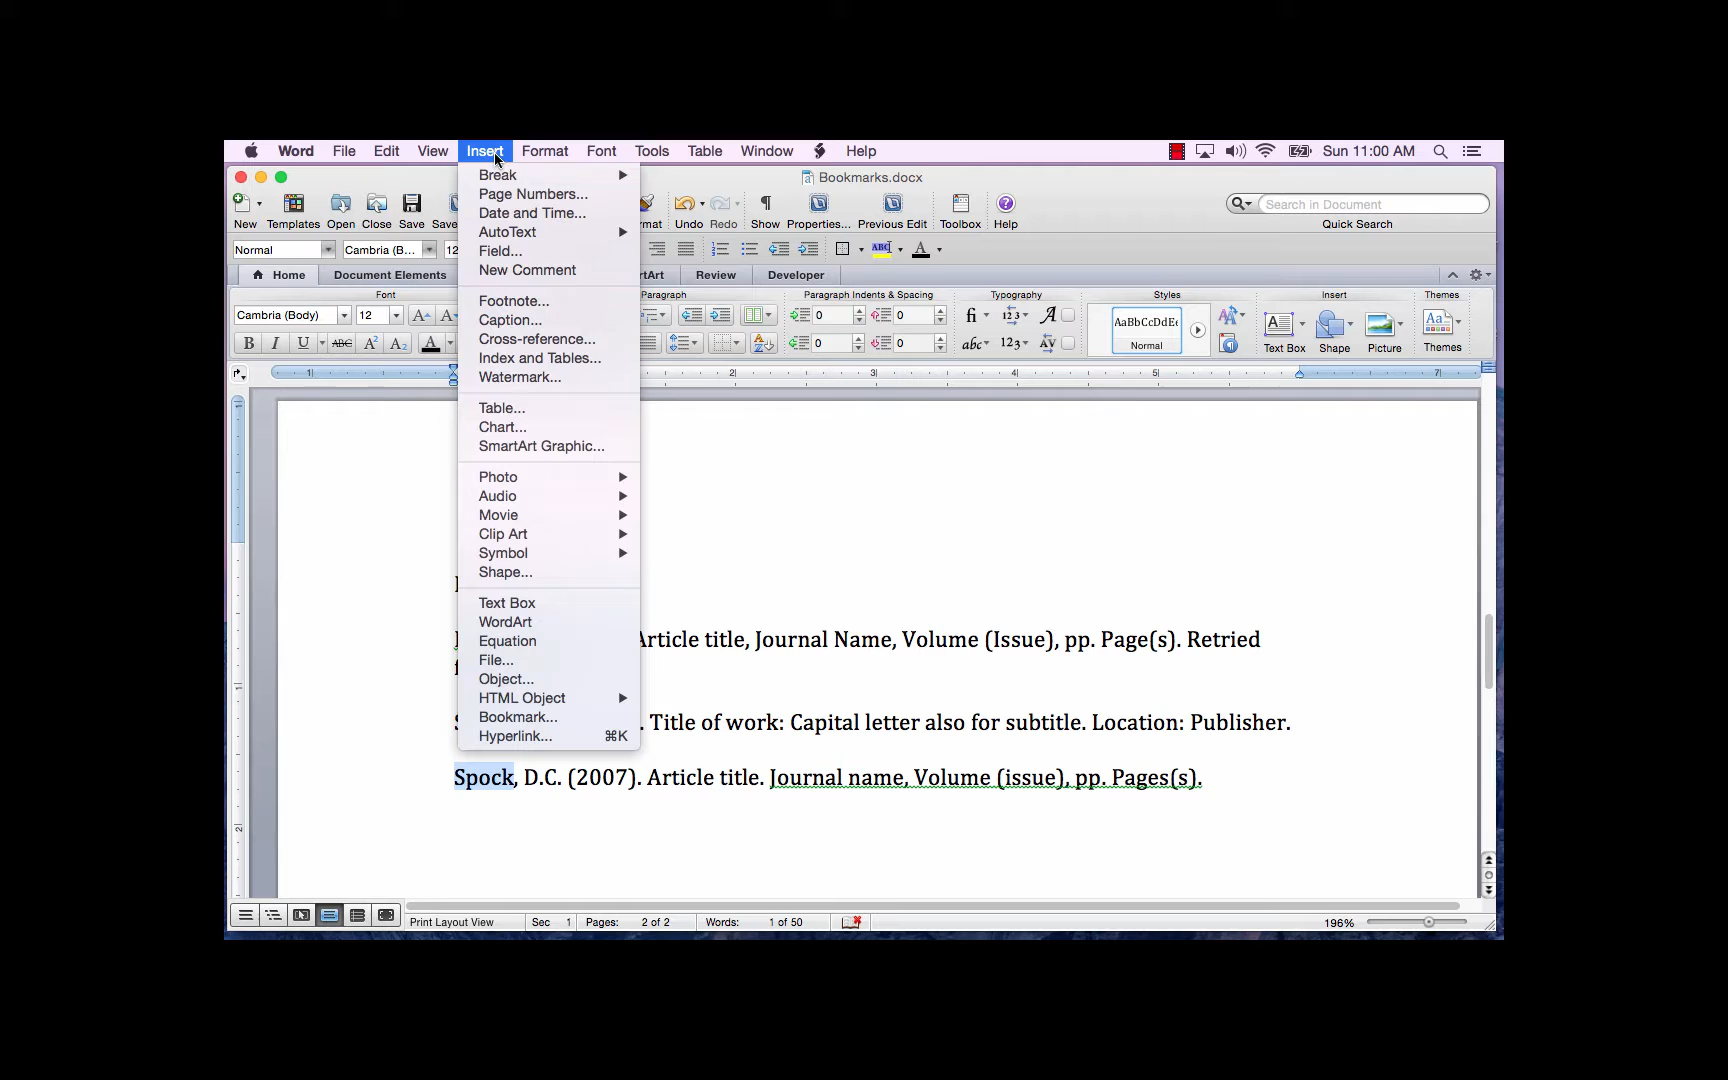 Word File Edit View Insert Format Font Tools Table Window Help Sun 11:00 AM
Bookmarks.docx
New Templates Open Close Save Undo Redo Show Properties... Previous Edit Toolbox Help
Search in Document
Quick Search
Normal Cambria (B... 12
Home Document Elements Review Developer
Font Paragraph Paragraph Indents & Spacing Typography Styles Insert Themes
Cambria (Body) 12 0 0 AaBbCcDdEe
B I U ABC A² A₂ A 0 0 Normal Text Box Shape Picture Themes
Break
Page Numbers...
Date and Time...
AutoText
Field...
New Comment
Footnote...
Caption...
Cross-reference...
Index and Tables...
Watermark...
Table...
Chart...
SmartArt Graphic...
Photo
Audio
Movie
Clip Art
Symbol
Shape...
Text Box
WordArt
Equation
File...
Object...
HTML Object
Bookmark...
Hyperlink... ⌘K
Article title, Journal Name, Volume (Issue), pp. Page(s). Retried
. Title of work: Capital letter also for subtitle. Location: Publisher.
Spock, D.C. (2007). Article title. Journal name, Volume (issue), pp. Pages(s).
Print Layout View Sec 1 Pages: 2 of 2 Words: 1 of 50 196%